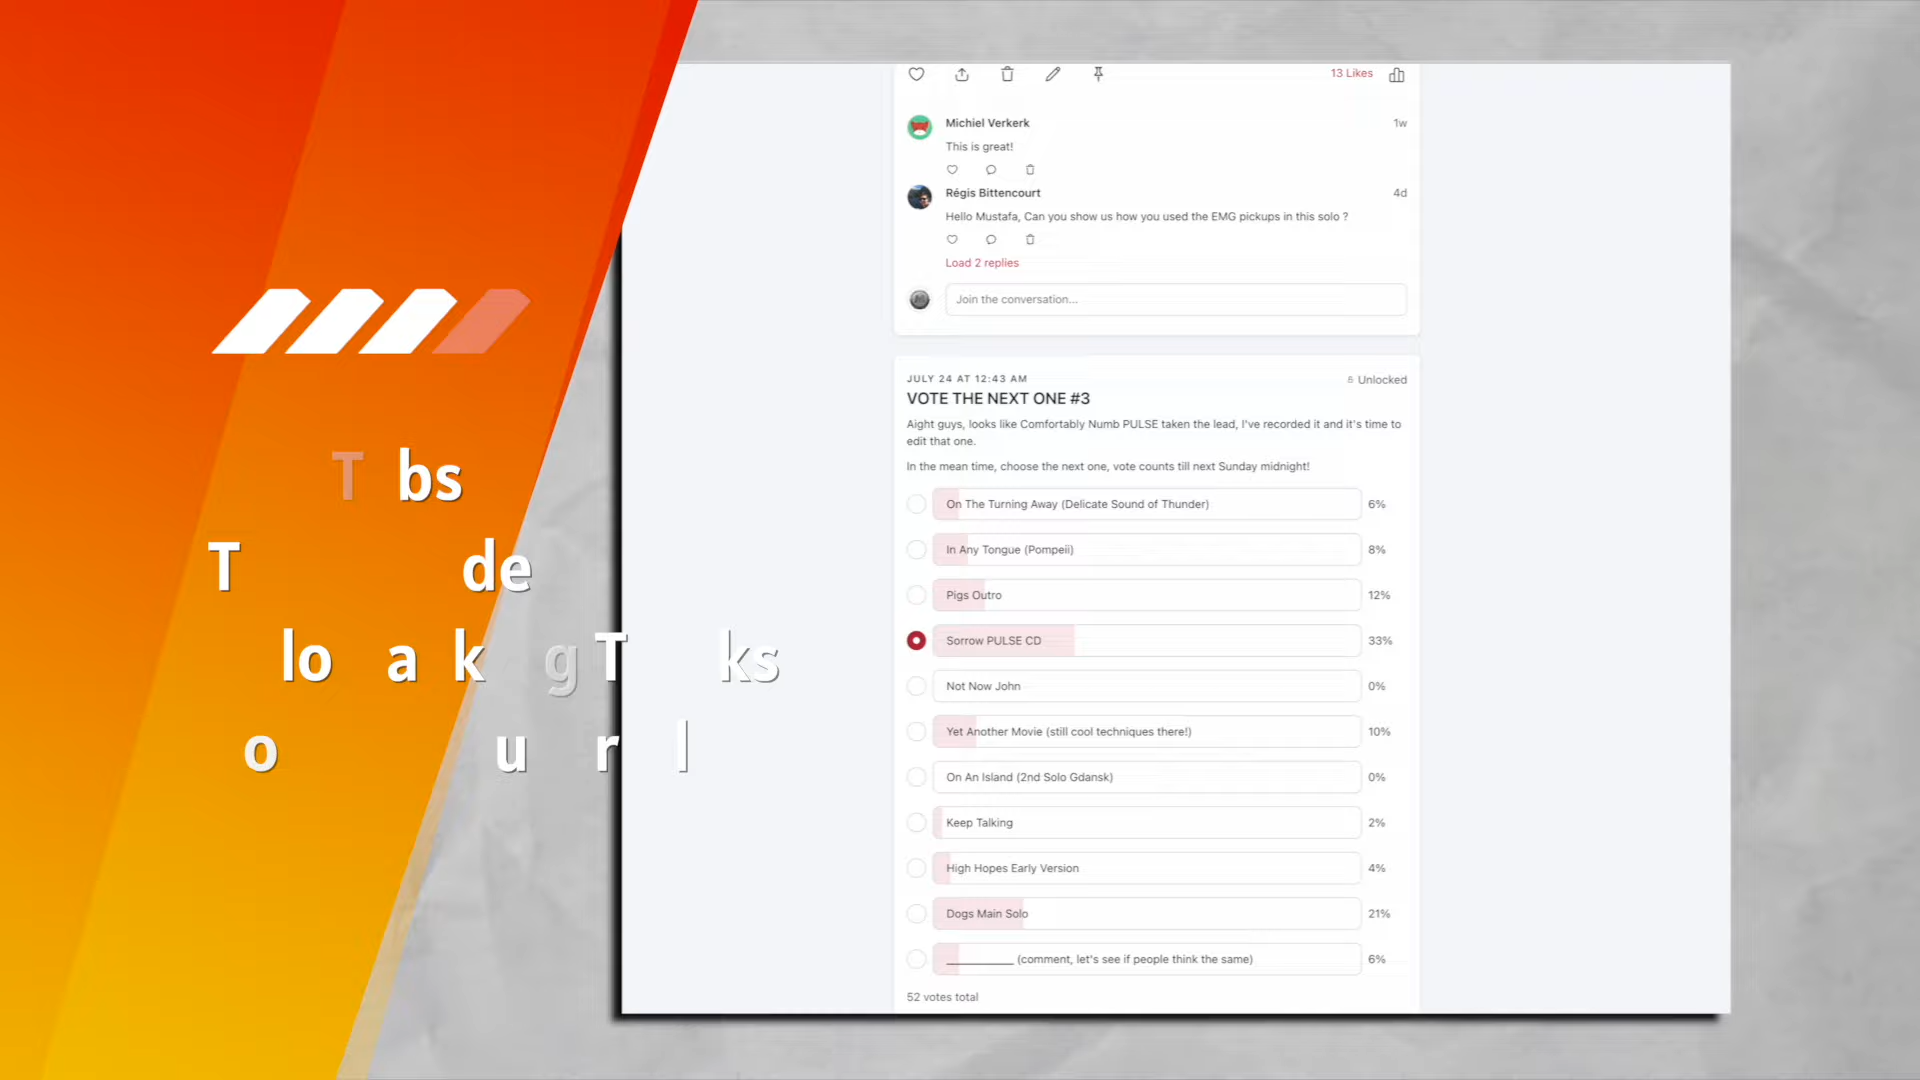 13 Likes
Michiel Verkerk 1w
This is great!
Régis Bittencourt 4d
Hello Mustafa, Can you show us how you used the EMG pickups in this solo ?
Load 2 replies
Join the conversation...
JULY 24 AT 12:43 AM Unlocked
VOTE THE NEXT ONE #3
Aight guys, looks like Comfortably Numb PULSE taken the lead, I've recorded it and it's time to
edit that one.
In the mean time, choose the next one, vote counts till next Sunday midnight!
On The Turning Away (Delicate Sound of Thunder) 6%
In Any Tongue (Pompeii) 8%
Pigs Outro 12%
Sorrow PULSE CD 33%
Not Now John 0%
Yet Another Movie (still cool techniques there!) 10%
On An Island (2nd Solo Gdansk) 0%
Keep Talking 2%
High Hopes Early Version 4%
Dogs Main Solo 21%
___________ (comment, let's see if people think the same) 6%
52 votes total